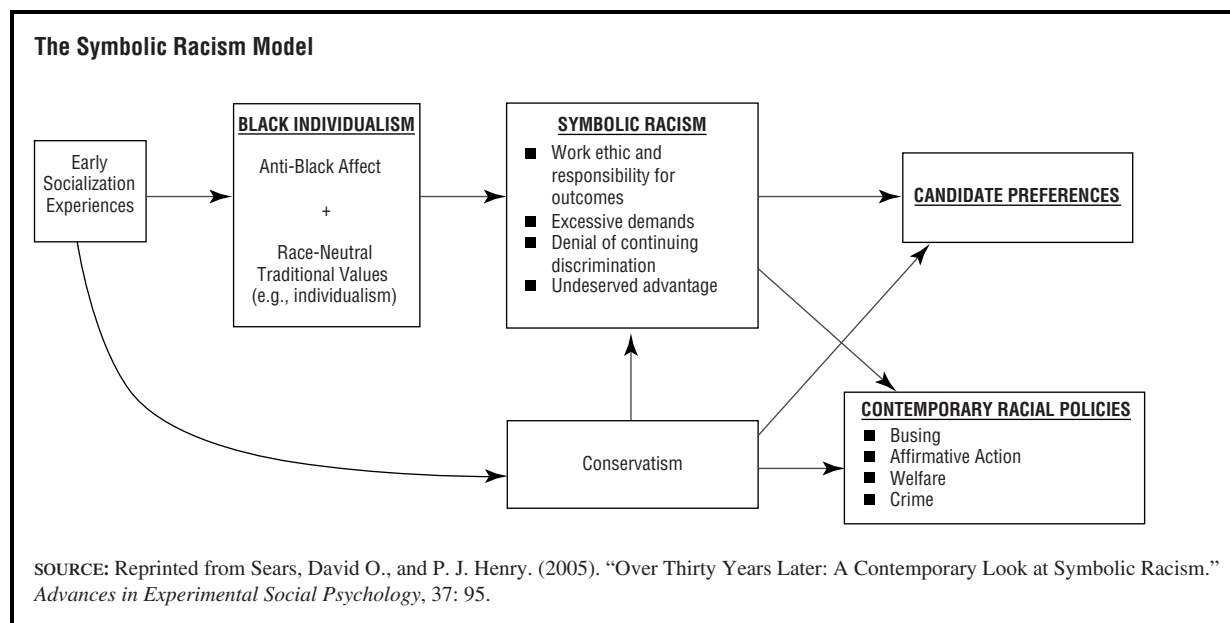 The Symbolic Racism Model
Early
Socialization
Experiences
BLACK INDIVIDUALISM
Anti-Black Affect
+
Race-Neutral
Traditional Values
(e.g., individualism)
SYMBOLIC RACISM
■ Work ethic and
responsibility for
outcomes
■ Excessive demands
■ Denial of continuing
discrimination
■ Undeserved advantage
CANDIDATE PREFERENCES
Conservatism
CONTEMPORARY RACIAL POLICIES
■ Busing
■ Affirmative Action
■ Welfare
■ Crime
SOURCE: Reprinted from Sears, David O., and P. J. Henry. (2005). “Over Thirty Years Later: A Contemporary Look at Symbolic Racism.”
Advances in Experimental Social Psychology, 37: 95.